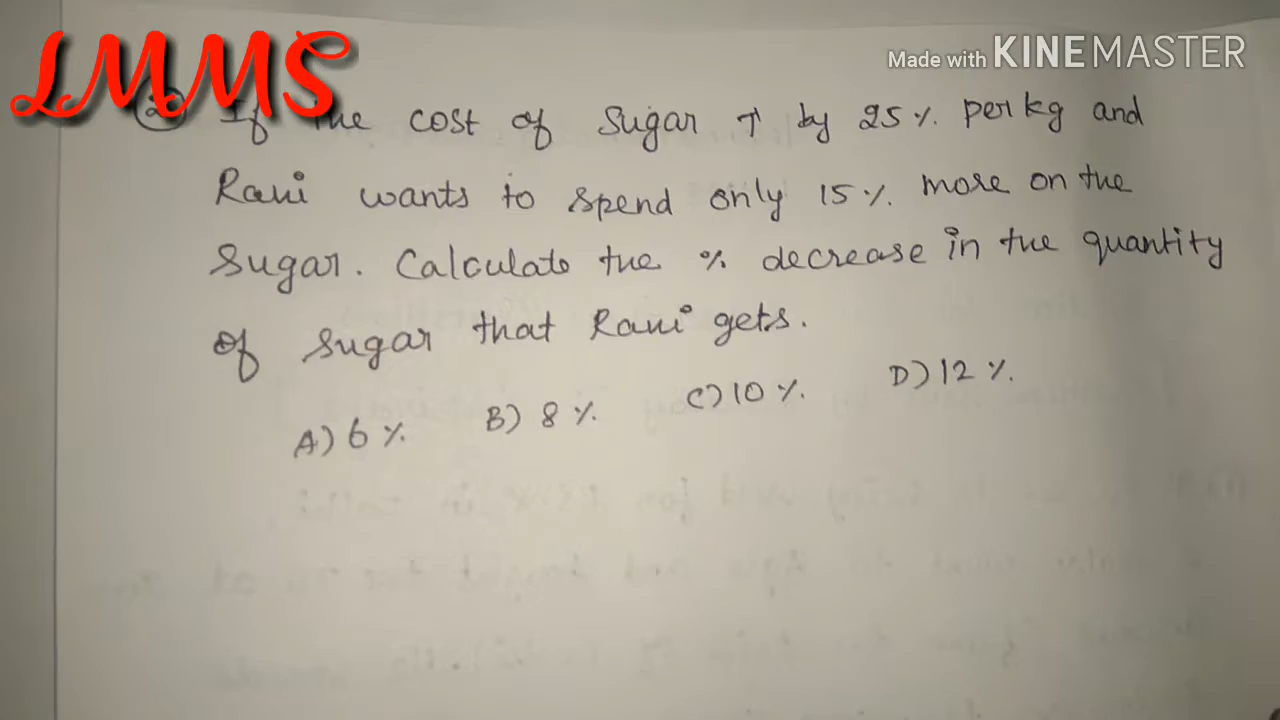 LMMS
Made with KINEMASTER
2 If the cost of Sugar ↑ by 25 %. per kg and
Rani wants to spend only 15 %. more on the
Sugar. Calculate the % decrease in the quantity
of sugar that Rani gets.
A) 6 %. B) 8 %. C) 10 %. D) 12 %.